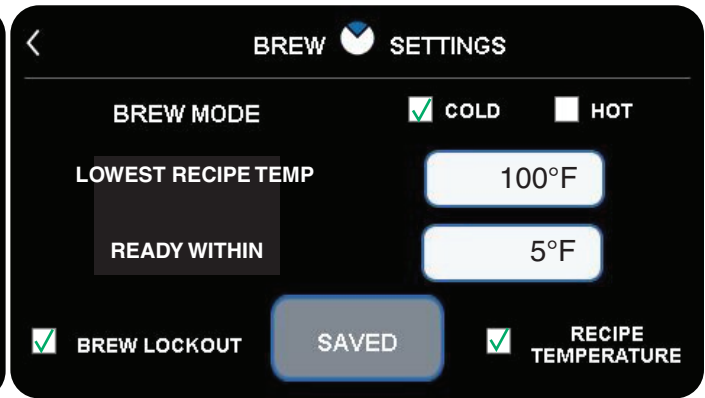 BREW SETTINGS
BREW MODE COLD HOT
LOWEST RECIPE TEMP 100°F
READY WITHIN 5°F
BREW LOCKOUT SAVED RECIPE
TEMPERATURE